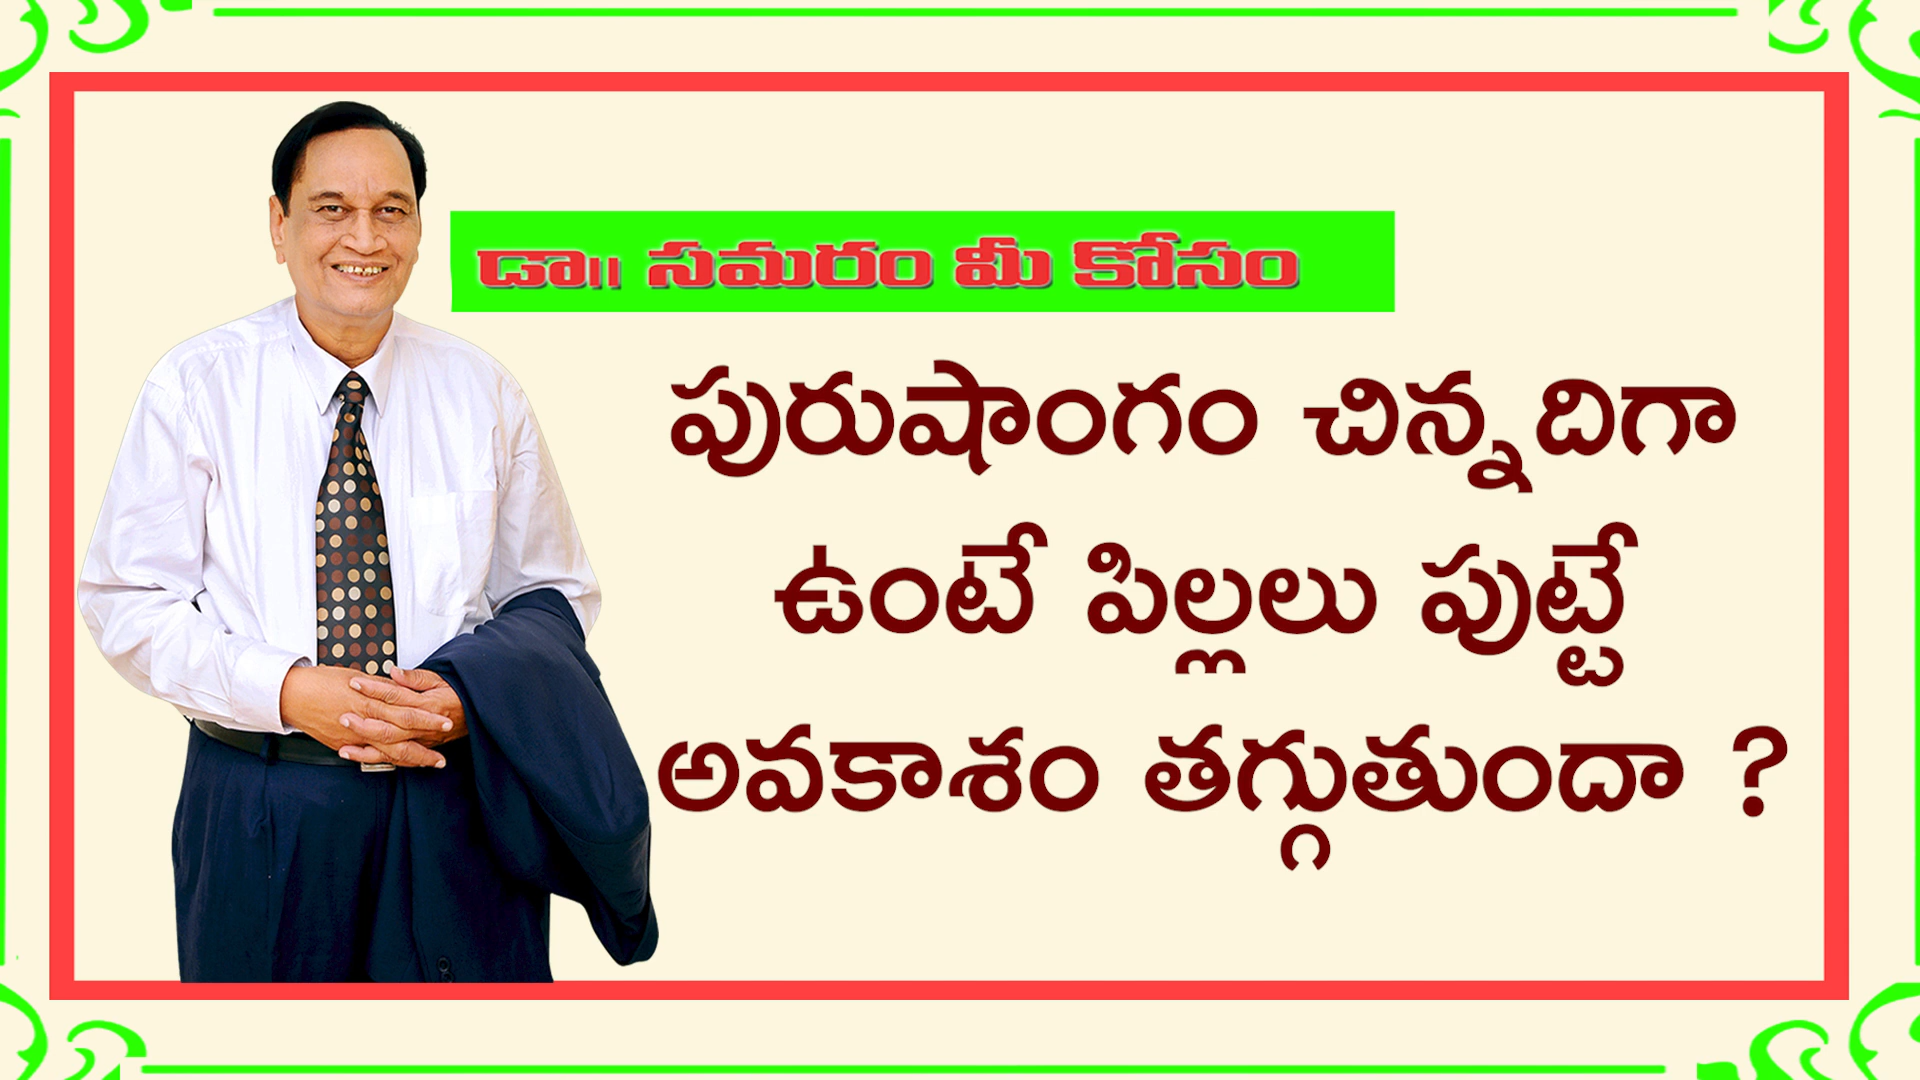 డా॥ సమరం మీ కోసం
పురుషాంగం చిన్నదిగా
ఉంటే పిల్లలు పుట్టే
అవకాశం తగ్గుతుందా ?